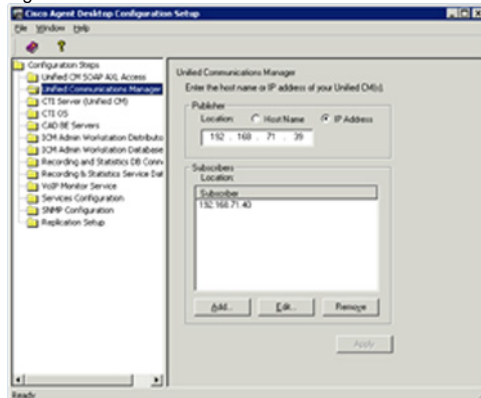 Cisco Agent Desktop Configuration Setup
File Window Help
Configuration Steps
Unified CM SOAP AXL Access
Unified Communications Manager
CTI Server (Unified CM)
CTI OS
CAD BE Servers
ICM Admin Workstation Distributo
ICM Admin Workstation Database
Recording and Statistics DB Conn
Recording & Statistics Service Dat
VoIP Monitor Service
Services Configuration
SNMP Configuration
Replication Setup
Unified Communications Manager
Enter the host name or IP address of your Unified CM(s).
Publisher
Location: Host Name IP Address
192 . 168 . 71 . 39
Subscribers
Location:
Subscriber
192.168.71.40
Add... Edit... Remove
Apply
Ready